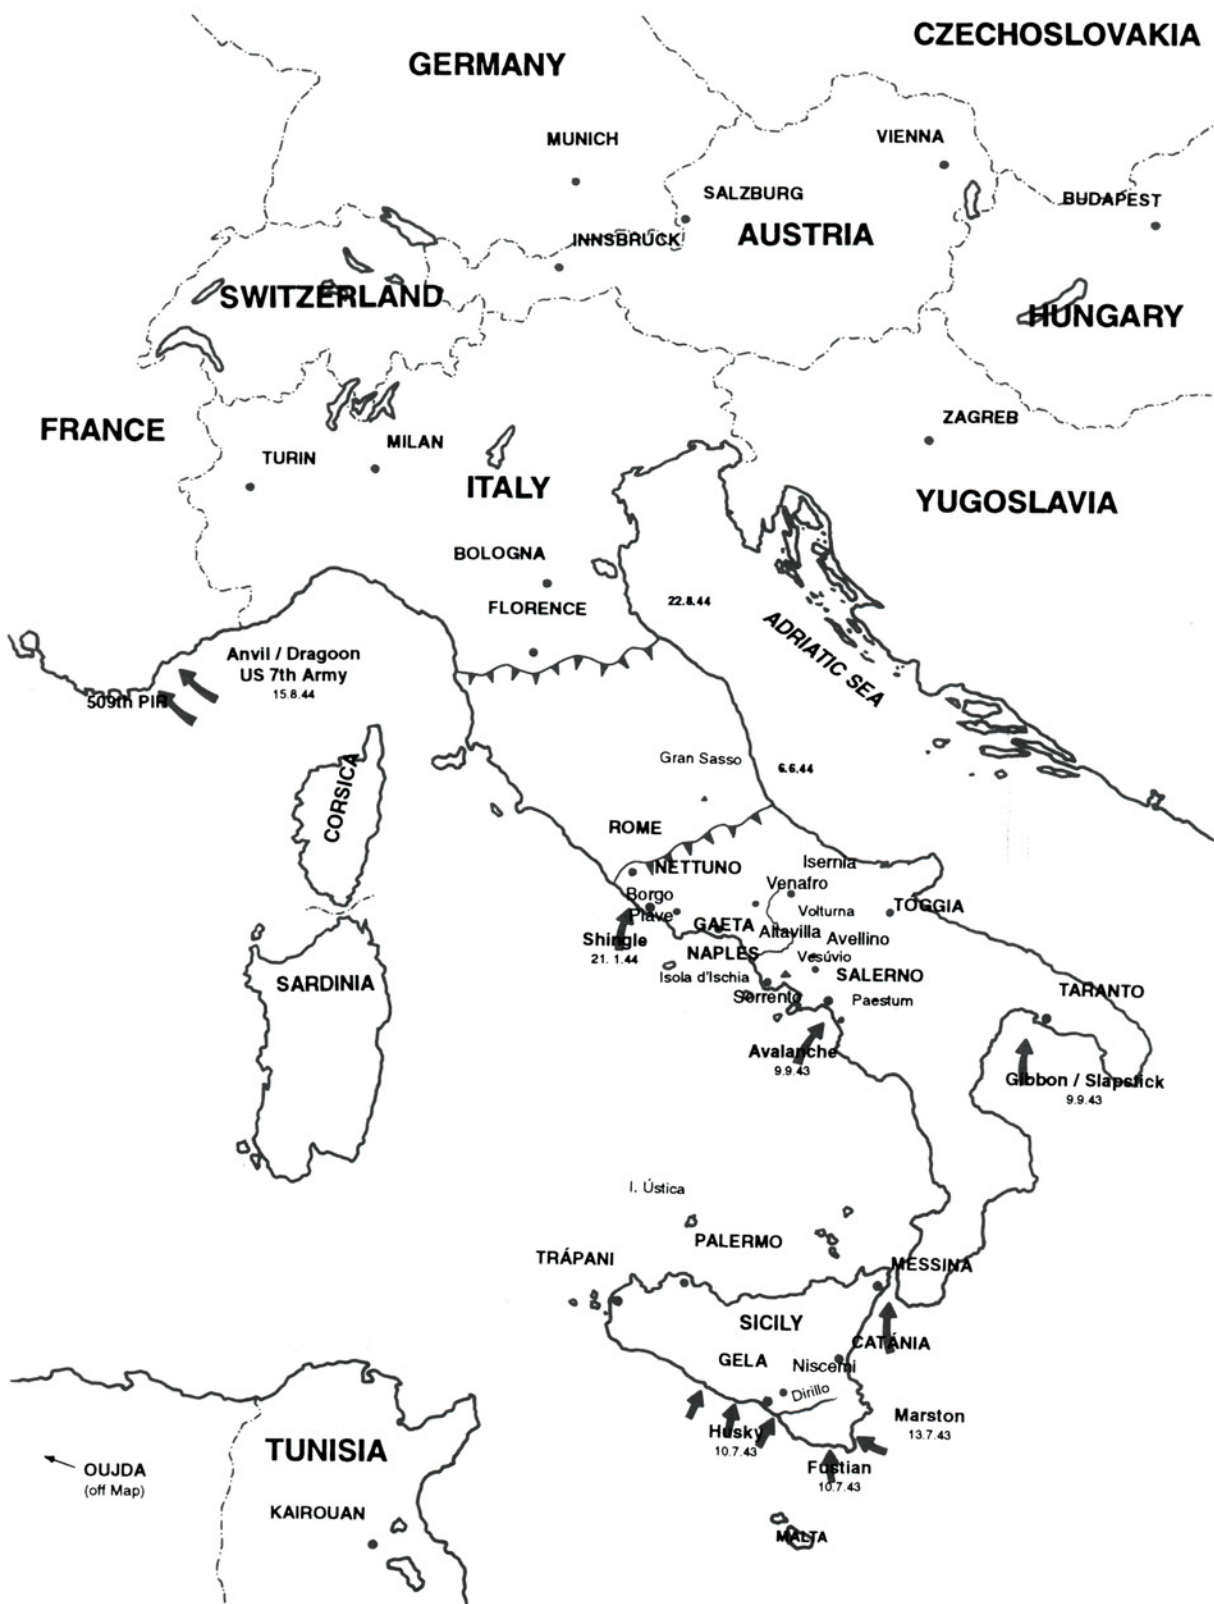 CZECHOSLOVAKIA
GERMANY
MUNICH
VIENNA
SALZBURG
BUDAPEST
INNSBRUCK
AUSTRIA
SWITZERLAND
HUNGARY
FRANCE
ZAGREB
TURIN
MILAN
ITALY
YUGOSLAVIA
BOLOGNA
FLORENCE
22.8.44
ADRIATIC SEA
Anvil / Dragoon
US 7th Army
15.8.44
509th PIR
Gran Sasso
6.6.44
CORSICA
ROME
NETTUNO
Isernia
Venafro
Borgo
Piave
Volturna
TOGGIA
GAETA
Altavilla
Avellino
Shingle
21. 1.44
NAPLES
Vesúvio
Isola d'Ischia
SALERNO
SARDINIA
Sorrento
Paestum
TARANTO
Avalanche
9.9.43
Gibbon / Slapstick
9.9.43
I. Ústica
PALERMO
TRÁPANI
MESSINA
SICILY
CATÁNIA
GELA
Niscemi
Dirillo
Marston
13.7.43
Husky
10.7.43
Fustian
10.7.43
TUNISIA
OUJDA
(off Map)
KAIROUAN
MALTA